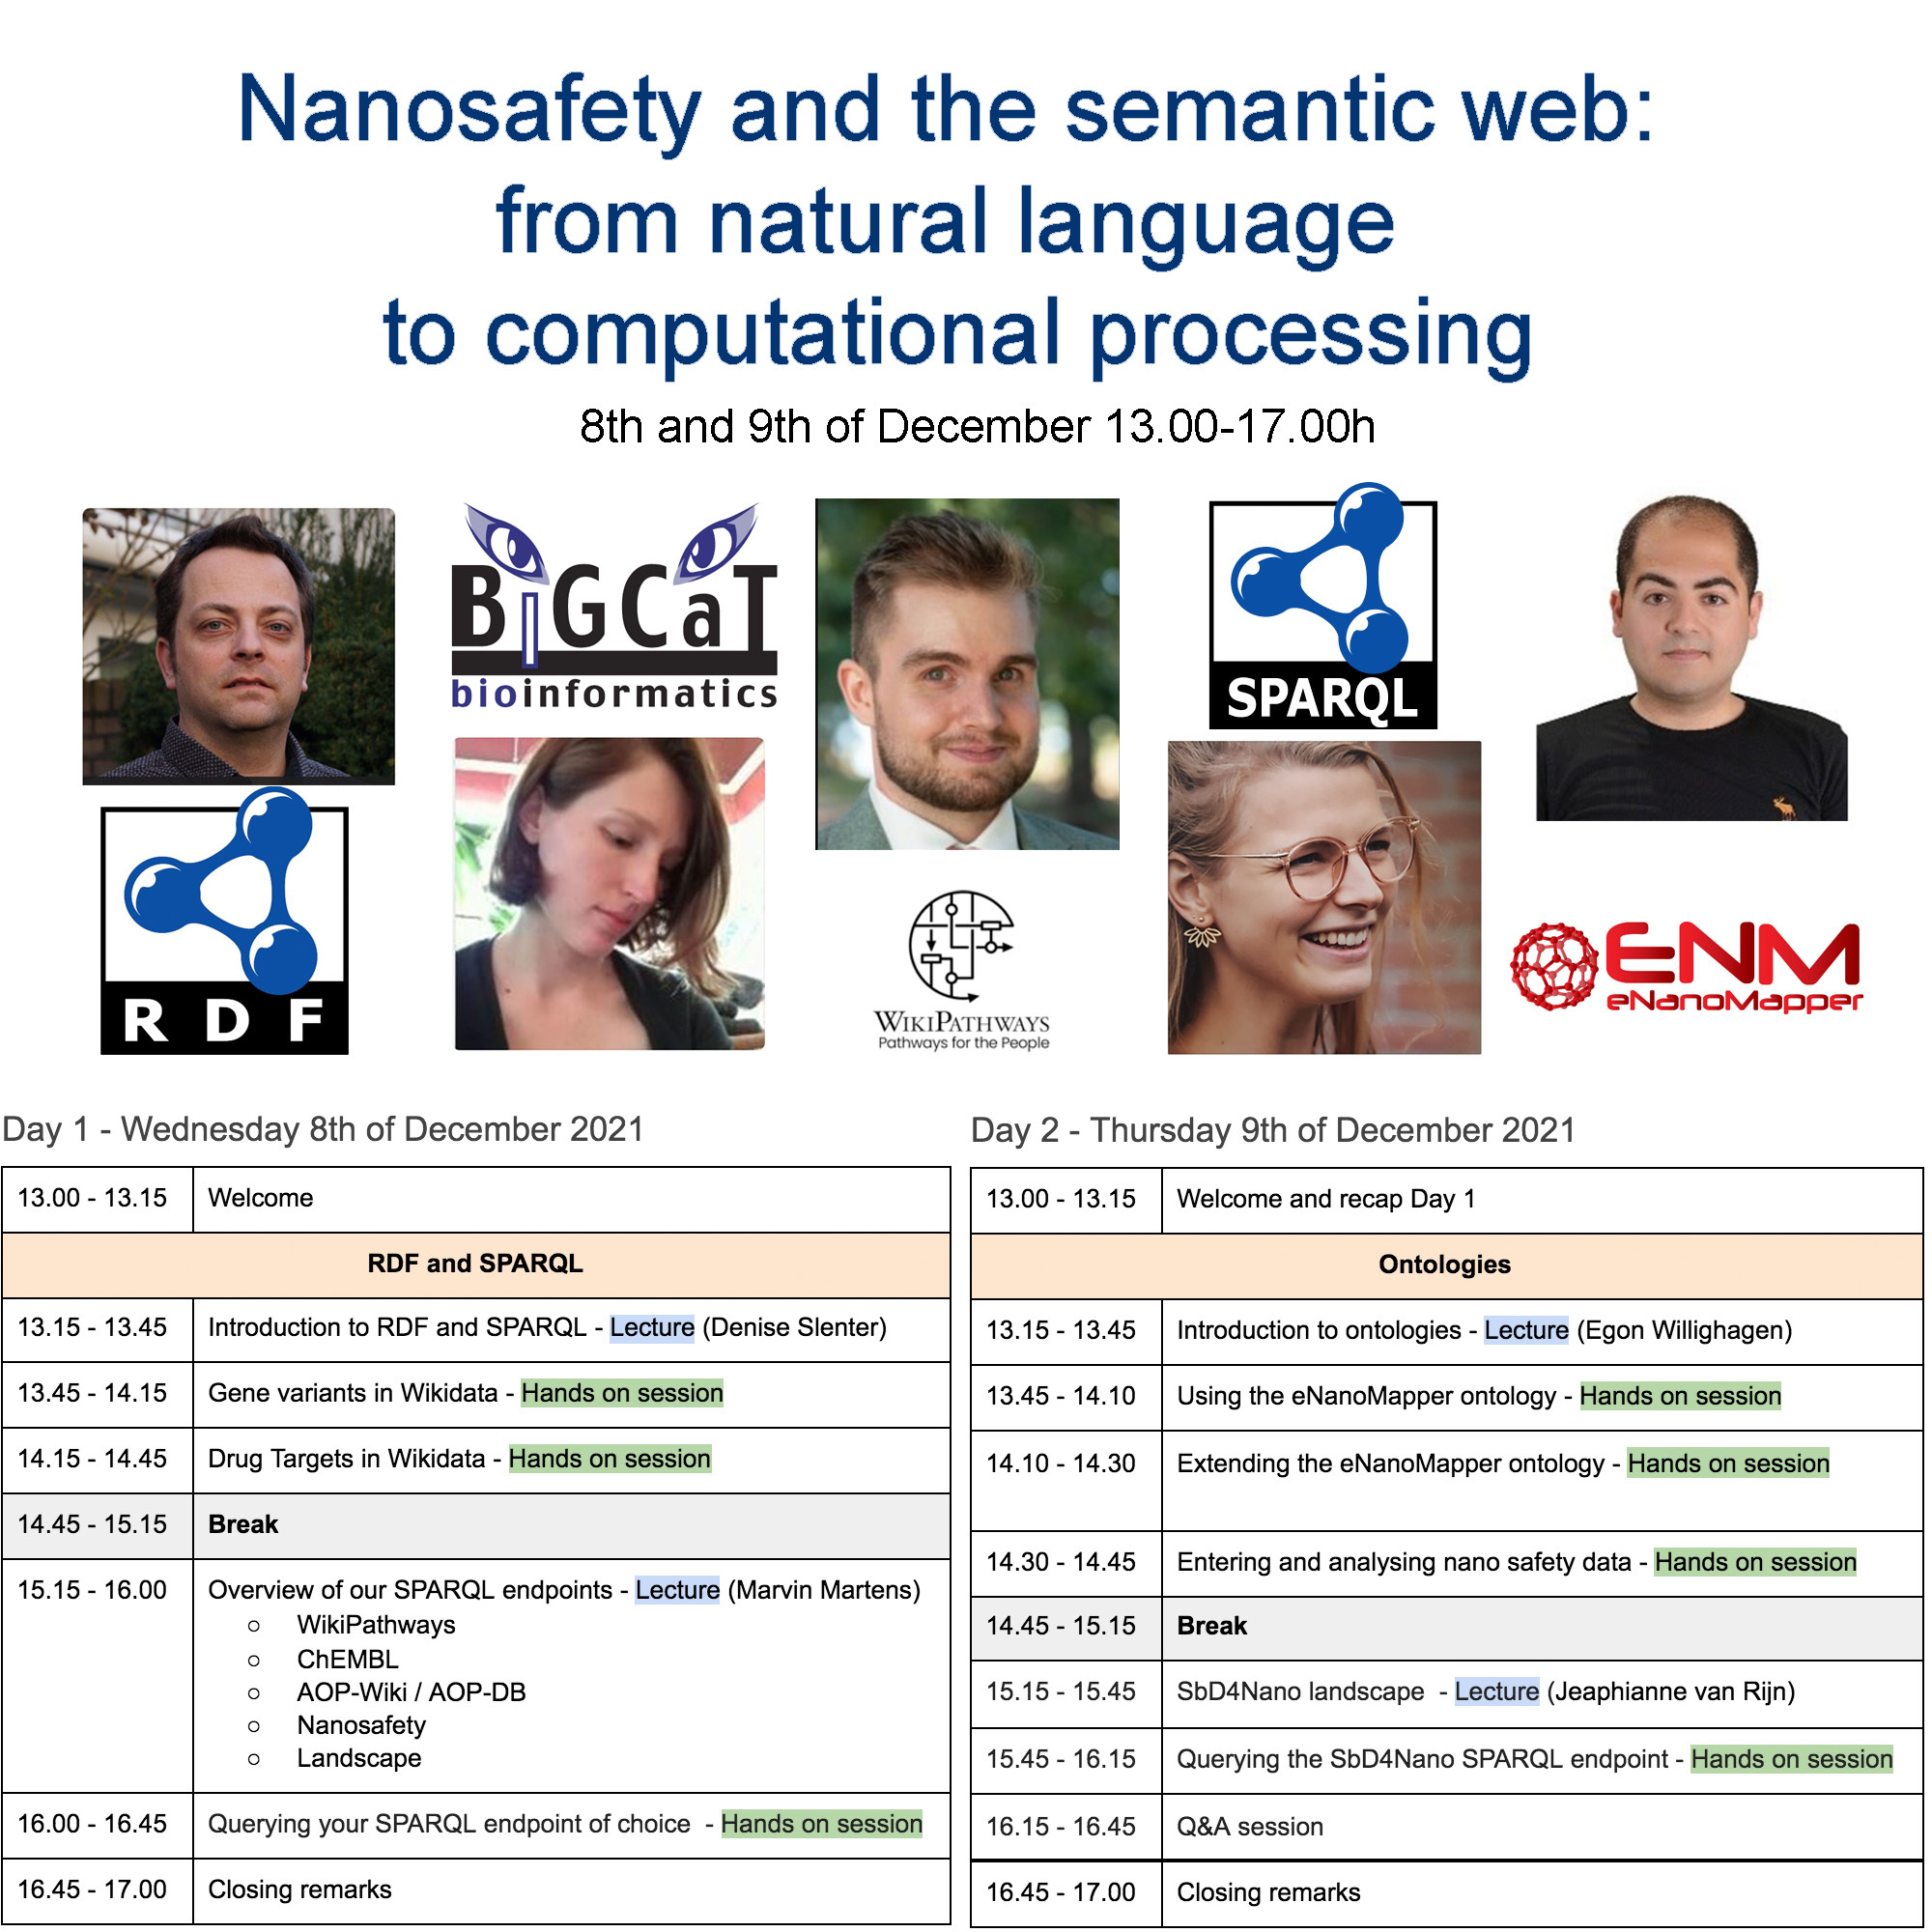 Nanosafety and the semantic web:
from natural language
to computational processing
8th and 9th of December 13.00-17.00h
BiGCaT
bioinformatics
SPARQL
RDF
WIKIPATHWAYS
Pathways for the People
ENM
eNanoMapper
Day 1 - Wednesday 8th of December 2021
13.00 - 13.15 Welcome
RDF and SPARQL
13.15 - 13.45 Introduction to RDF and SPARQL - Lecture (Denise Slenter)
13.45 - 14.15 Gene variants in Wikidata - Hands on session
14.15 - 14.45 Drug Targets in Wikidata - Hands on session
14.45 - 15.15 Break
15.15 - 16.00 Overview of our SPARQL endpoints - Lecture (Marvin Martens)
WikiPathways
ChEMBL
AOP-Wiki / AOP-DB
Nanosafety
Landscape
16.00 - 16.45 Querying your SPARQL endpoint of choice - Hands on session
16.45 - 17.00 Closing remarks
Day 2 - Thursday 9th of December 2021
13.00 - 13.15 Welcome and recap Day 1
Ontologies
13.15 - 13.45 Introduction to ontologies - Lecture (Egon Willighagen)
13.45 - 14.10 Using the eNanoMapper ontology - Hands on session
14.10 - 14.30 Extending the eNanoMapper ontology - Hands on session
14.30 - 14.45 Entering and analysing nano safety data - Hands on session
14.45 - 15.15 Break
15.15 - 15.45 SbD4Nano landscape - Lecture (Jeaphianne van Rijn)
15.45 - 16.15 Querying the SbD4Nano SPARQL endpoint - Hands on session
16.15 - 16.45 Q&A session
16.45 - 17.00 Closing remarks